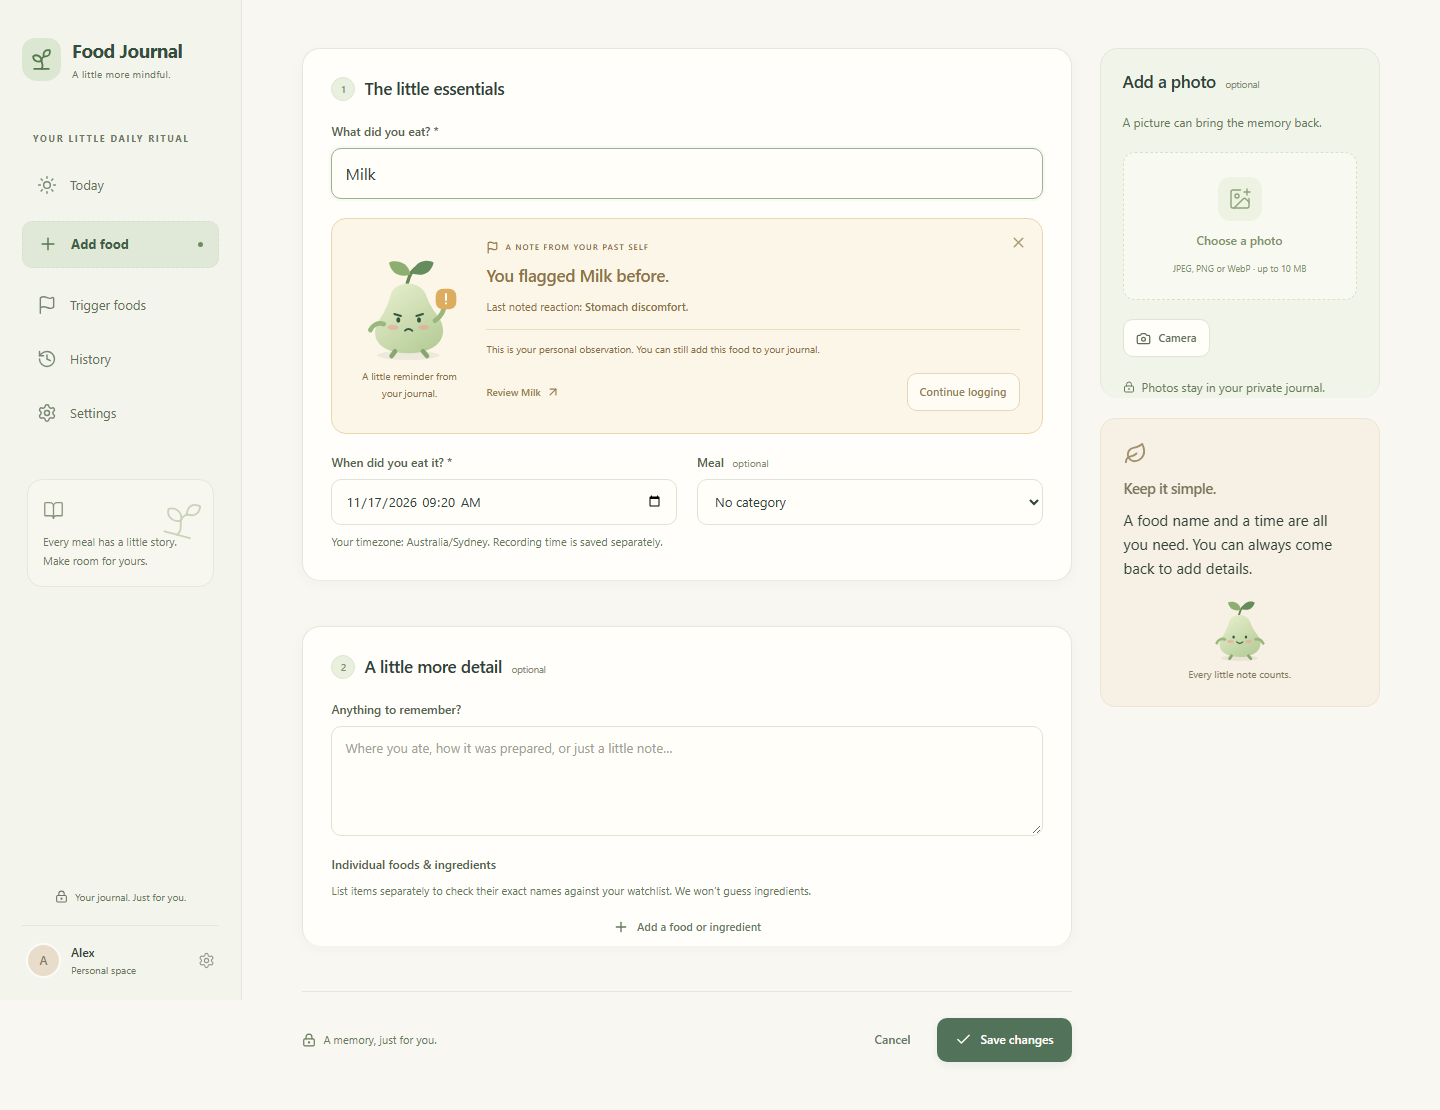 Food Journal
A little more mindful.
YOUR LITTLE DAILY RITUAL
Today
Add food
Trigger foods
History
Settings
Every meal has a little story.
Make room for yours.
Your journal. Just for you.
A
Alex
Personal space
1
The little essentials
What did you eat? *
Milk
A NOTE FROM YOUR PAST SELF
You flagged Milk before.
Last noted reaction: Stomach discomfort.
This is your personal observation. You can still add this food to your journal.
!
A little reminder from
your journal.
Review Milk
Continue logging
When did you eat it? *
11/17/2026 09:20 AM
Meal optional
No category
Your timezone: Australia/Sydney. Recording time is saved separately.
2
A little more detail optional
Anything to remember?
Where you ate, how it was prepared, or just a little note...
Individual foods & ingredients
List items separately to check their exact names against your watchlist. We won't guess ingredients.
Add a food or ingredient
A memory, just for you.
Cancel
Save changes
Add a photo optional
A picture can bring the memory back.
Choose a photo
JPEG, PNG or WebP · up to 10 MB
Camera
Photos stay in your private journal.
Keep it simple.
A food name and a time are all
you need. You can always come
back to add details.
Every little note counts.